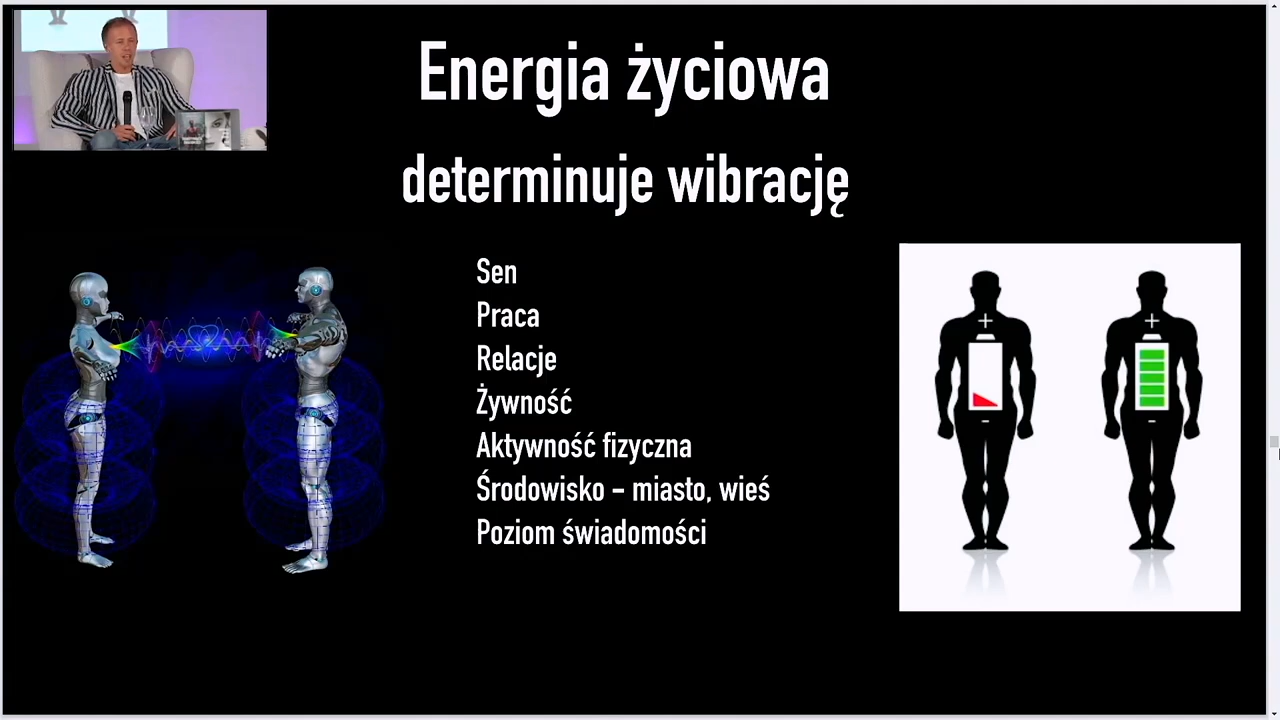 Energia życiowa
determinuje wibrację
Sen
Praca
Relacje
Żywność
Aktywność fizyczna
Środowisko – miasto, wieś
Poziom świadomości